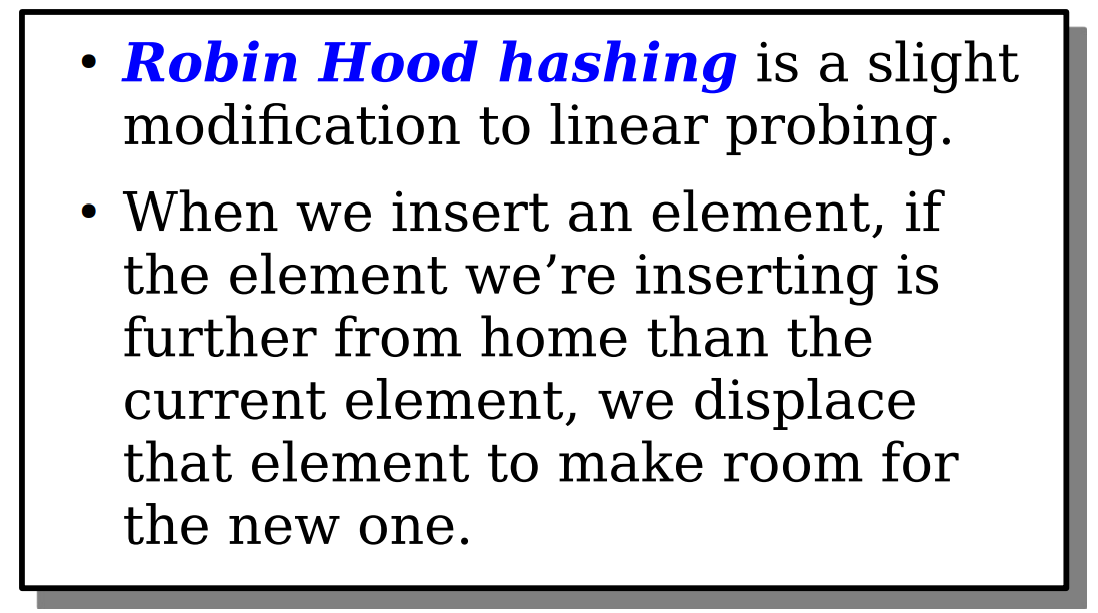 • Robin Hood hashing is a slight
modification to linear probing.
• When we insert an element, if
the element we’re inserting is
further from home than the
current element, we displace
that element to make room for
the new one.